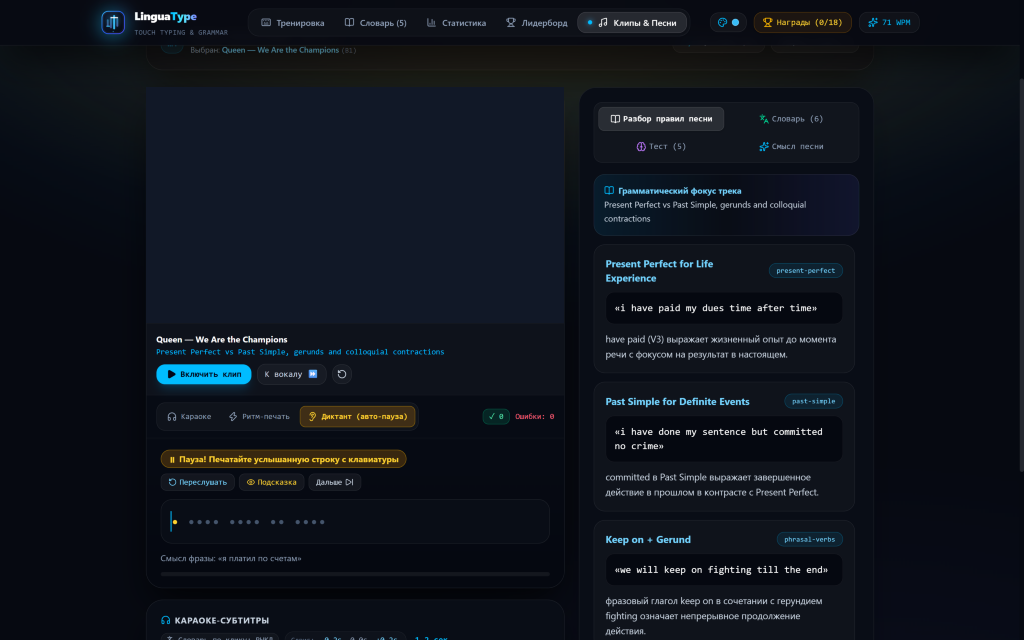 LinguaType
TOUCH TYPING & GRAMMAR
Тренировка
Словарь (5)
Статистика
Лидерборд
Клипы & Песни
Награды (0/18)
71 WPM
Выбран: Queen — We Are the Champions (81)
Queen — We Are the Champions
Present Perfect vs Past Simple, gerunds and colloquial contractions
Включить клип
К вокалу
Караоке
Ритм-печать
Диктант (авто-пауза)
✓ 0
Ошибки: 0
Пауза! Печатайте услышанную строку с клавиатуры
Переслушать
Подсказка
Дальше
Смысл фразы: «я платил по счетам»
КАРАОКЕ-СУБТИТРЫ
Разбор правил песни
Словарь (6)
Тест (5)
Смысл песни
Грамматический фокус трека
Present Perfect vs Past Simple, gerunds and colloquial
contractions
Present Perfect for Life
Experience
present-perfect
«i have paid my dues time after time»
have paid (V3) выражает жизненный опыт до момента
речи с фокусом на результат в настоящем.
Past Simple for Definite Events
past-simple
«i have done my sentence but committed
no crime»
committed в Past Simple выражает завершенное
действие в прошлом в контрасте с Present Perfect.
Keep on + Gerund
phrasal-verbs
«we will keep on fighting till the end»
фразовый глагол keep on в сочетании с герундием
fighting означает непрерывное продолжение
действия.